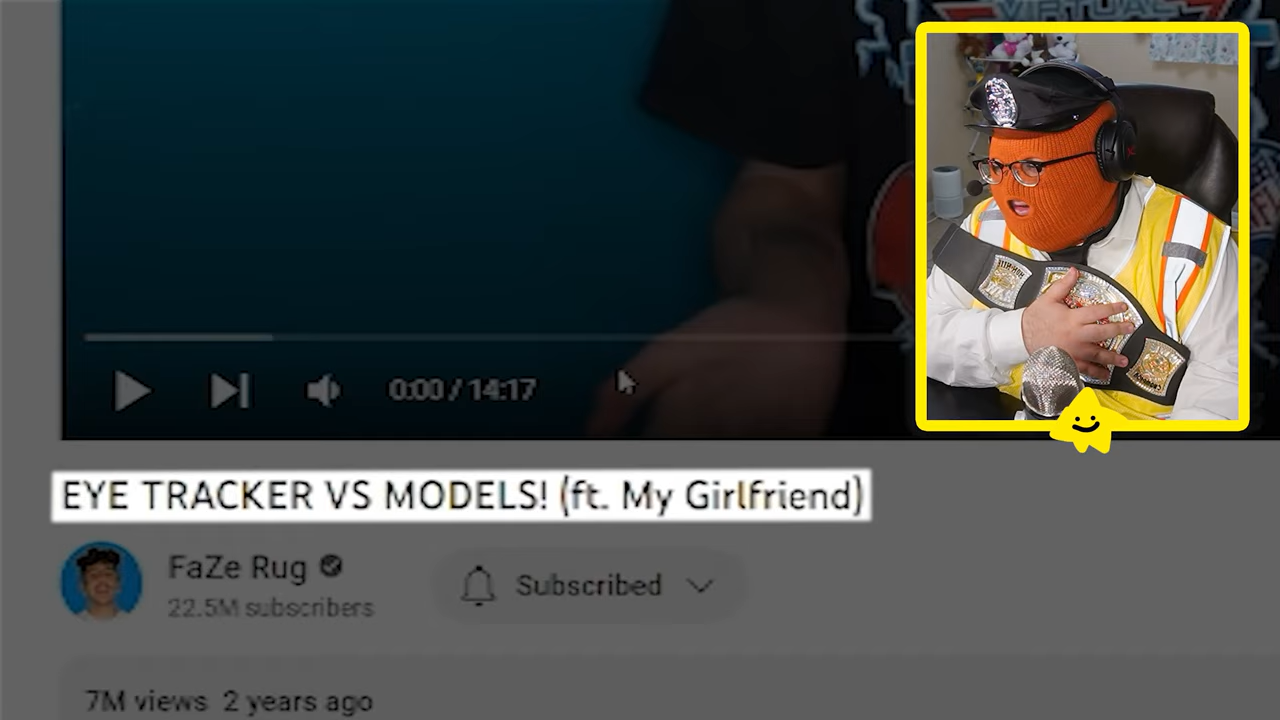 VIRTUAL
0:00 / 14:17
EYE TRACKER VS MODELS! (ft. My Girlfriend)
FaZe Rug
22.5M subscribers
Subscribed
7M views 2 years ago